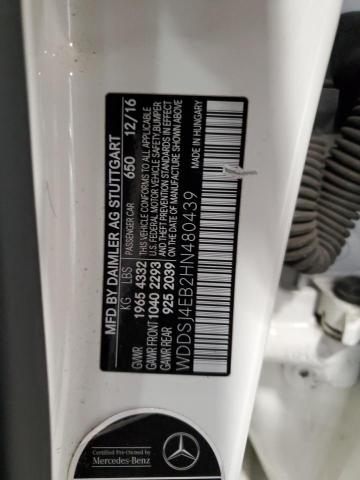 MFD BY DAIMLER AG STUTTGART
PASSENGER CAR 650 12/16
KG LBS
GVWR 1965 4332
GAWR FRONT 1040 2293
GAWR REAR 925 2039
THIS VEHICLE CONFORMS TO ALL APPLICABLE
U.S. FEDERAL MOTOR VEHICLE SAFETY, BUMPER
AND THEFT PREVENTION STANDARDS IN EFFECT
ON THE DATE OF MANUFACTURE SHOWN ABOVE
MADE IN HUNGARY
WDDSJ4EB2HN480439
Certified Pre-Owned by
Mercedes-Benz